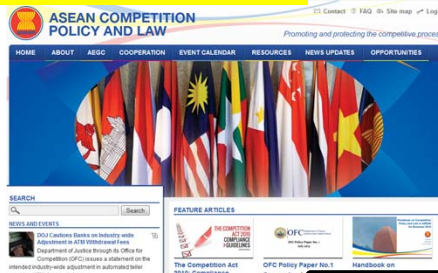 Contact FAQ Site map Log
ASEAN COMPETITION
POLICY AND LAW
Promoting and protecting the competitive proces
HOME ABOUT AEGC COOPERATION EVENT CALENDAR RESOURCES NEWS UPDATES OPPORTUNITIES
SEARCH
Search
NEWS AND EVENTS
DOJ Cautions Banks on Industry-wide
Adjustment in ATM Withdrawal Fees
Department of Justice through its Office for
Competition (OFC) issues a statement on the
intended industry-wide adjustment in automated teller
FEATURE ARTICLES
THE COMPETITION
ACT 2010
COMPLIANCE
GUIDELINES
The Competition Act
OFC
OFC Policy Paper No. 1
OFC Policy Paper No.1
Handbook on